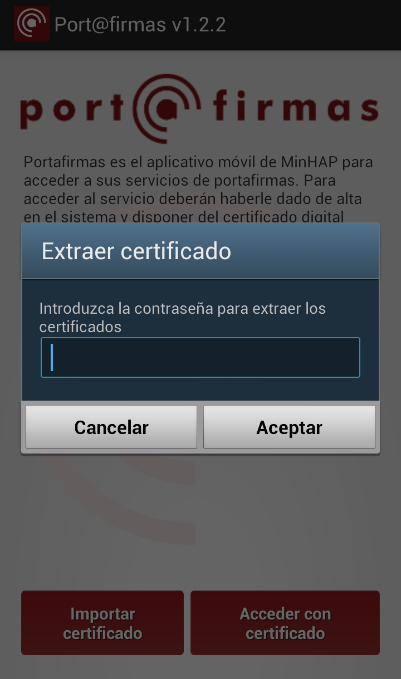 Port@firmas v1.2.2
port@firmas
Portafirmas es el aplicativo móvil de MinHAP para
acceder a sus servicios de portafirmas. Para
acceder al servicio deberán haberle dado de alta
en el sistema y disponer del certificado digital
Extraer certificado
Introduzca la contraseña para extraer los
certificados
Cancelar
Aceptar
Importar
certificado
Acceder con
certificado